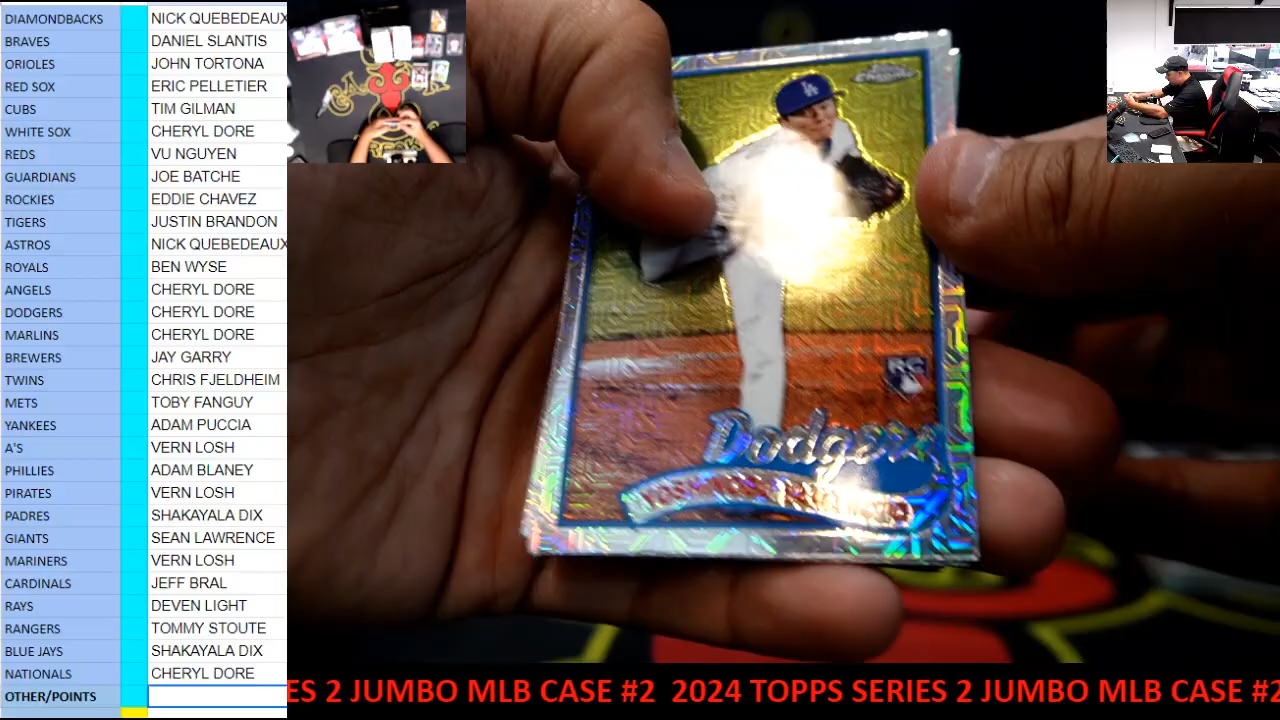 DIAMONDBACKS NICK QUEBEDEAUX
BRAVES DANIEL SLANTIS
ORIOLES JOHN TORTONA
RED SOX ERIC PELLETIER
CUBS TIM GILMAN
WHITE SOX CHERYL DORE
REDS VU NGUYEN
GUARDIANS JOE BATCHE
ROCKIES EDDIE CHAVEZ
TIGERS JUSTIN BRANDON
ASTROS NICK QUEBEDEAUX
ROYALS BEN WYSE
ANGELS CHERYL DORE
DODGERS CHERYL DORE
MARLINS CHERYL DORE
BREWERS JAY GARRY
TWINS CHRIS FJELDHEIM
METS TOBY FANGUY
YANKEES ADAM PUCCIA
A'S VERN LOSH
PHILLIES ADAM BLANEY
PIRATES VERN LOSH
PADRES SHAKAYALA DIX
GIANTS SEAN LAWRENCE
MARINERS VERN LOSH
CARDINALS JEFF BRAL
RAYS DEVEN LIGHT
RANGERS TOMMY STOUTE
BLUE JAYS SHAKAYALA DIX
NATIONALS CHERYL DORE
OTHER/POINTS
LA
RC
Dodgers
ES 2 JUMBO MLB CASE #2 2024 TOPPS SERIES 2 JUMBO MLB CASE #2